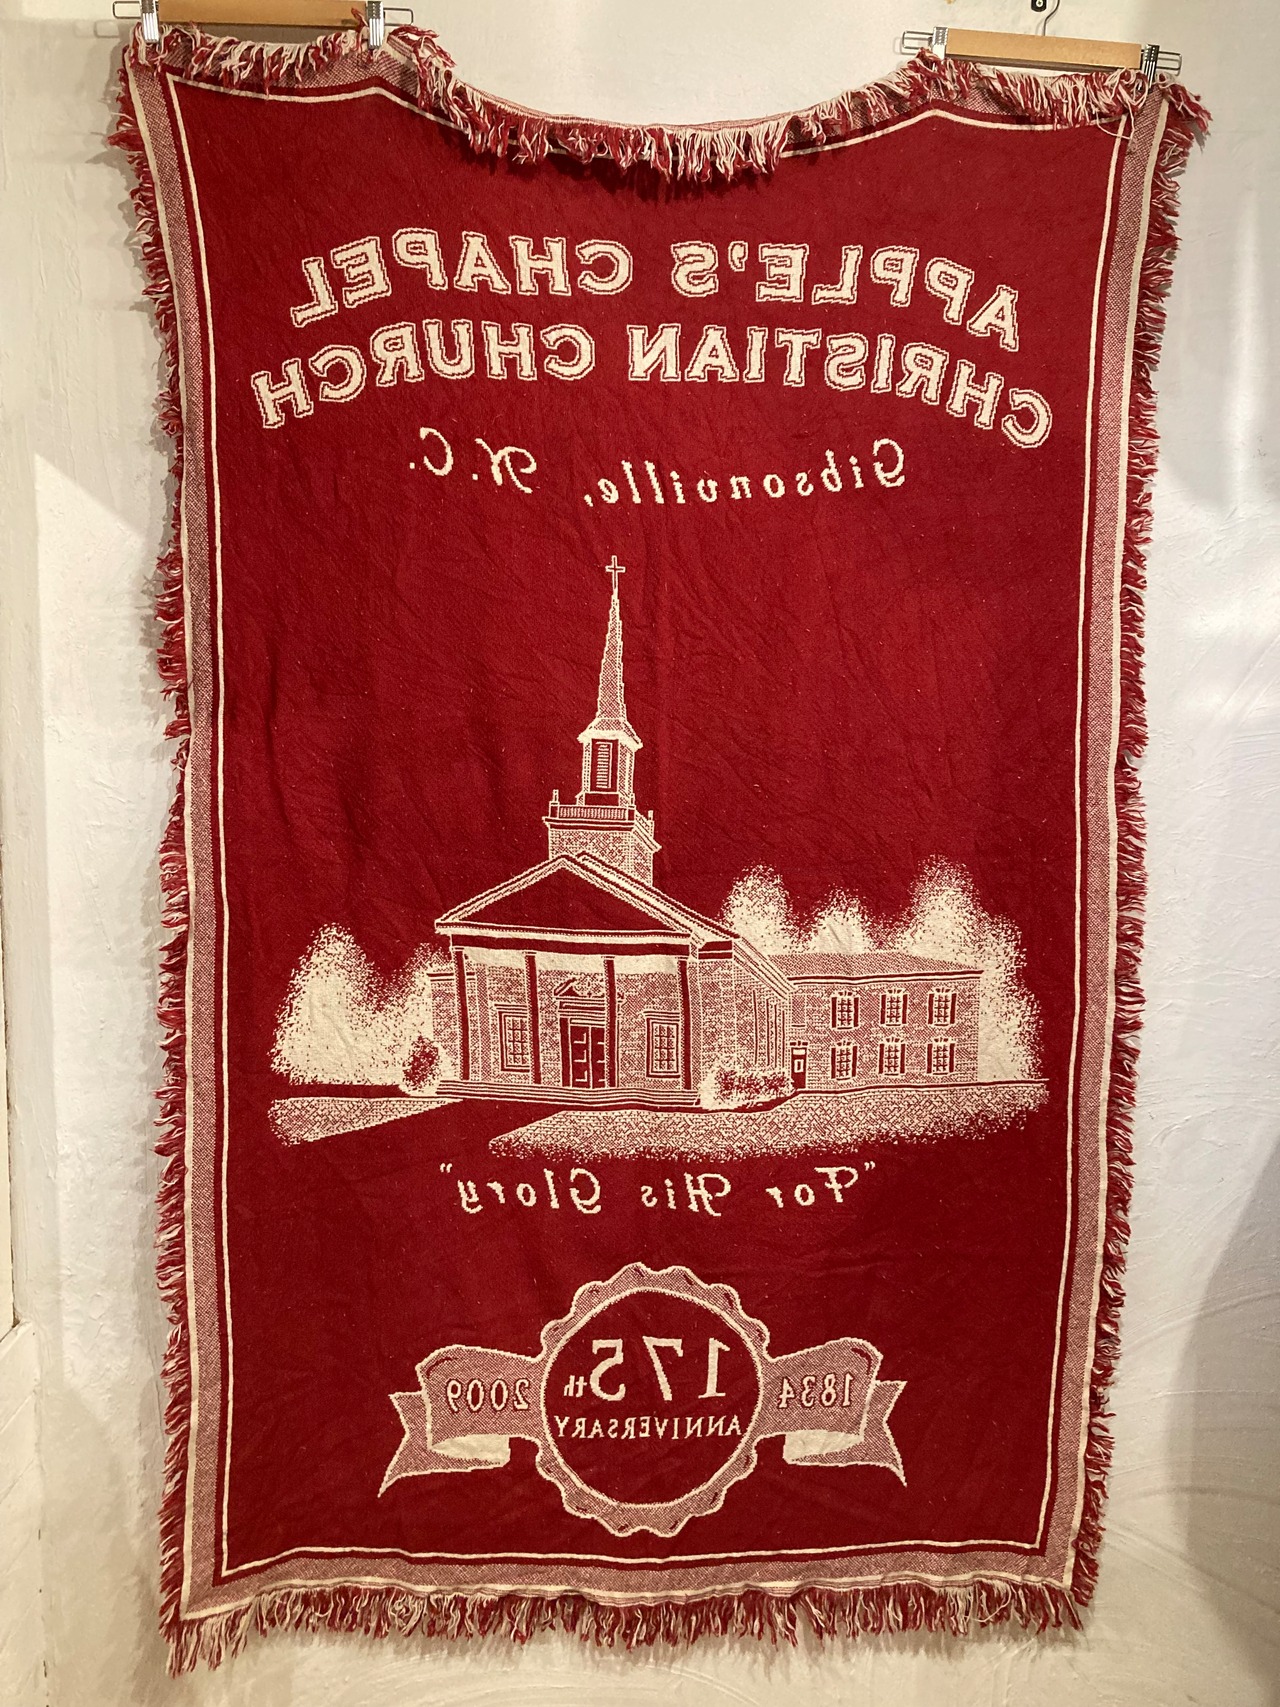 APPLE'S CHAPEL
CHRISTIAN CHURCH
Gibsonville, N.C.
"For His Glory"
1834 175th 2009
ANNIVERSARY